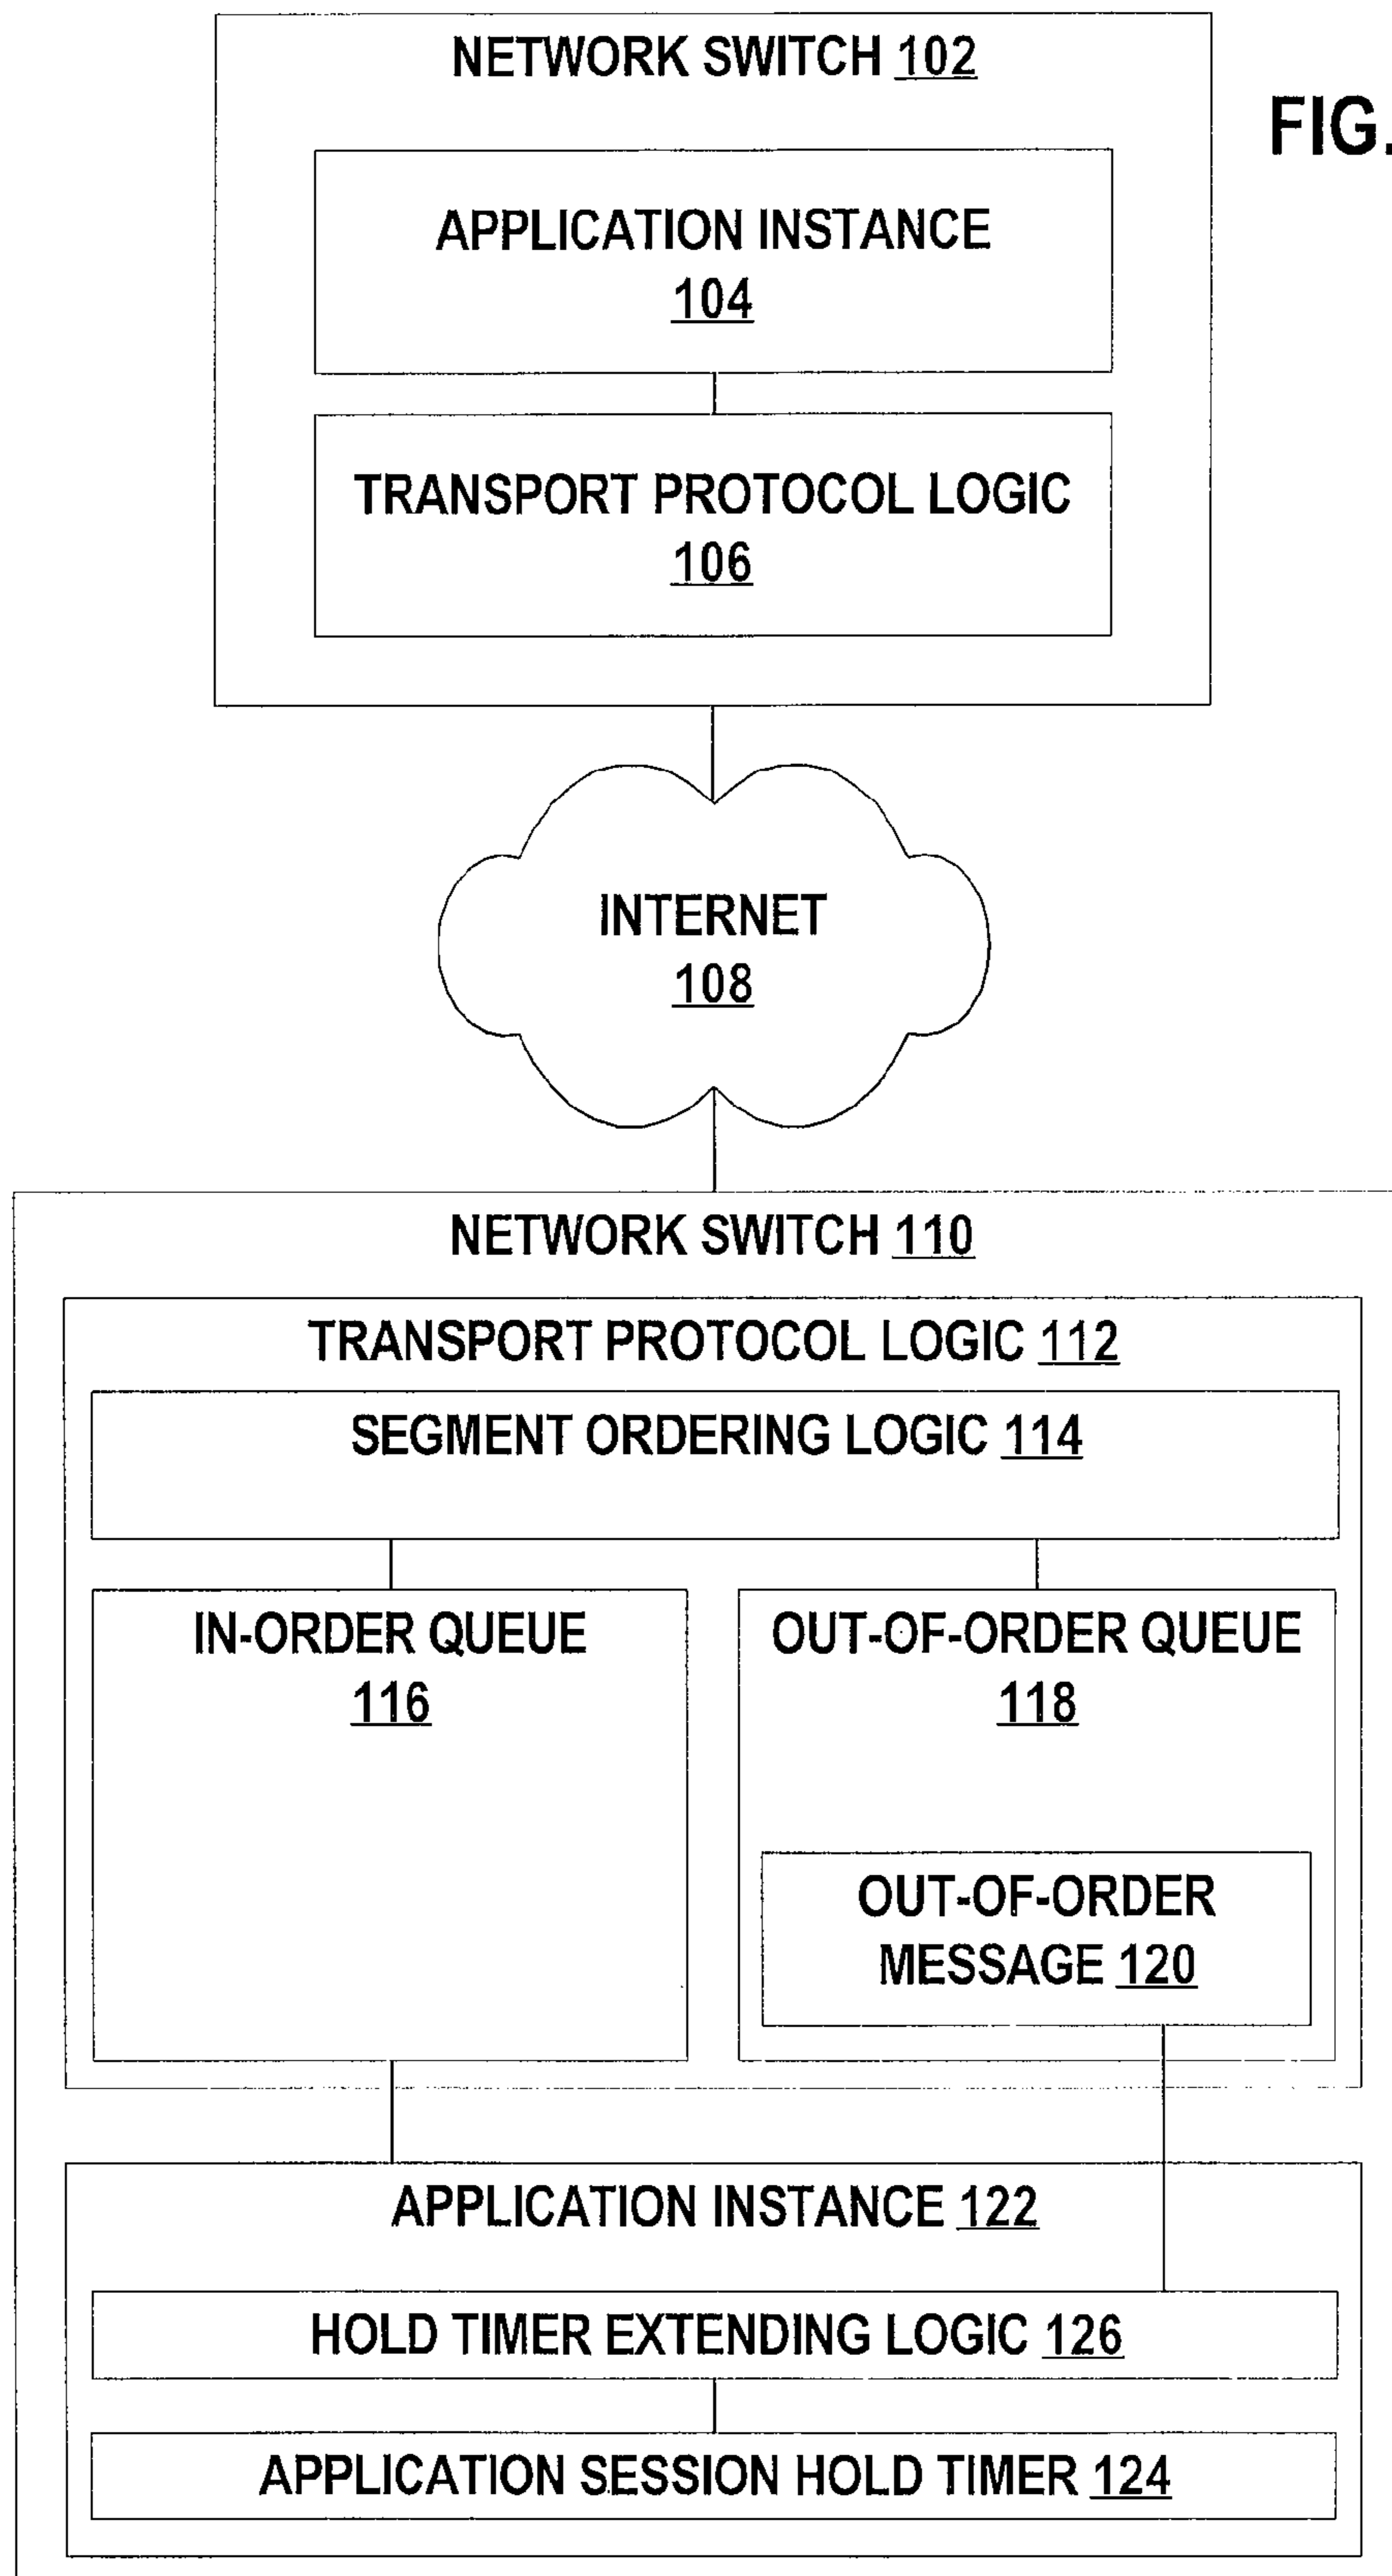 NETWORK SWITCH 102
FIG.
APPLICATION INSTANCE
104
TRANSPORT PROTOCOL LOGIC
106
INTERNET
108
NETWORK SWITCH 110
TRANSPORT PROTOCOL LOGIC 112
SEGMENT ORDERING LOGIC 114
IN-ORDER QUEUE
116
OUT-OF-ORDER QUEUE
118
OUT-OF-ORDER
MESSAGE 120
APPLICATION INSTANCE 122
HOLD TIMER EXTENDING LOGIC 126
APPLICATION SESSION HOLD TIMER 124